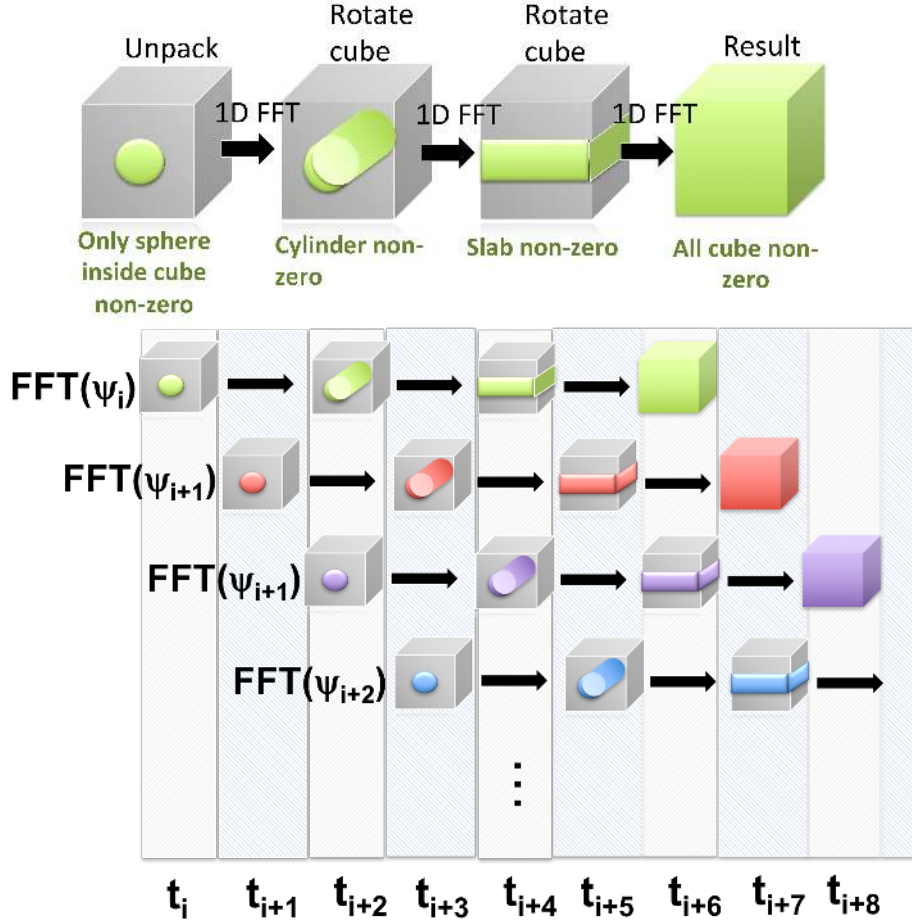 Unpack
Rotate
cube
Rotate
cube
Result
1D FFT
1D FFT
1D FFT
Only sphere
inside cube
non-zero
Cylinder non-
zero
Slab non-zero
All cube non-
zero
FFT(ψi)
FFT(ψi+1)
FFT(ψi+1)
FFT(ψi+2)
⋮
ti ti+1 ti+2 ti+3 ti+4 ti+5 ti+6 ti+7 ti+8